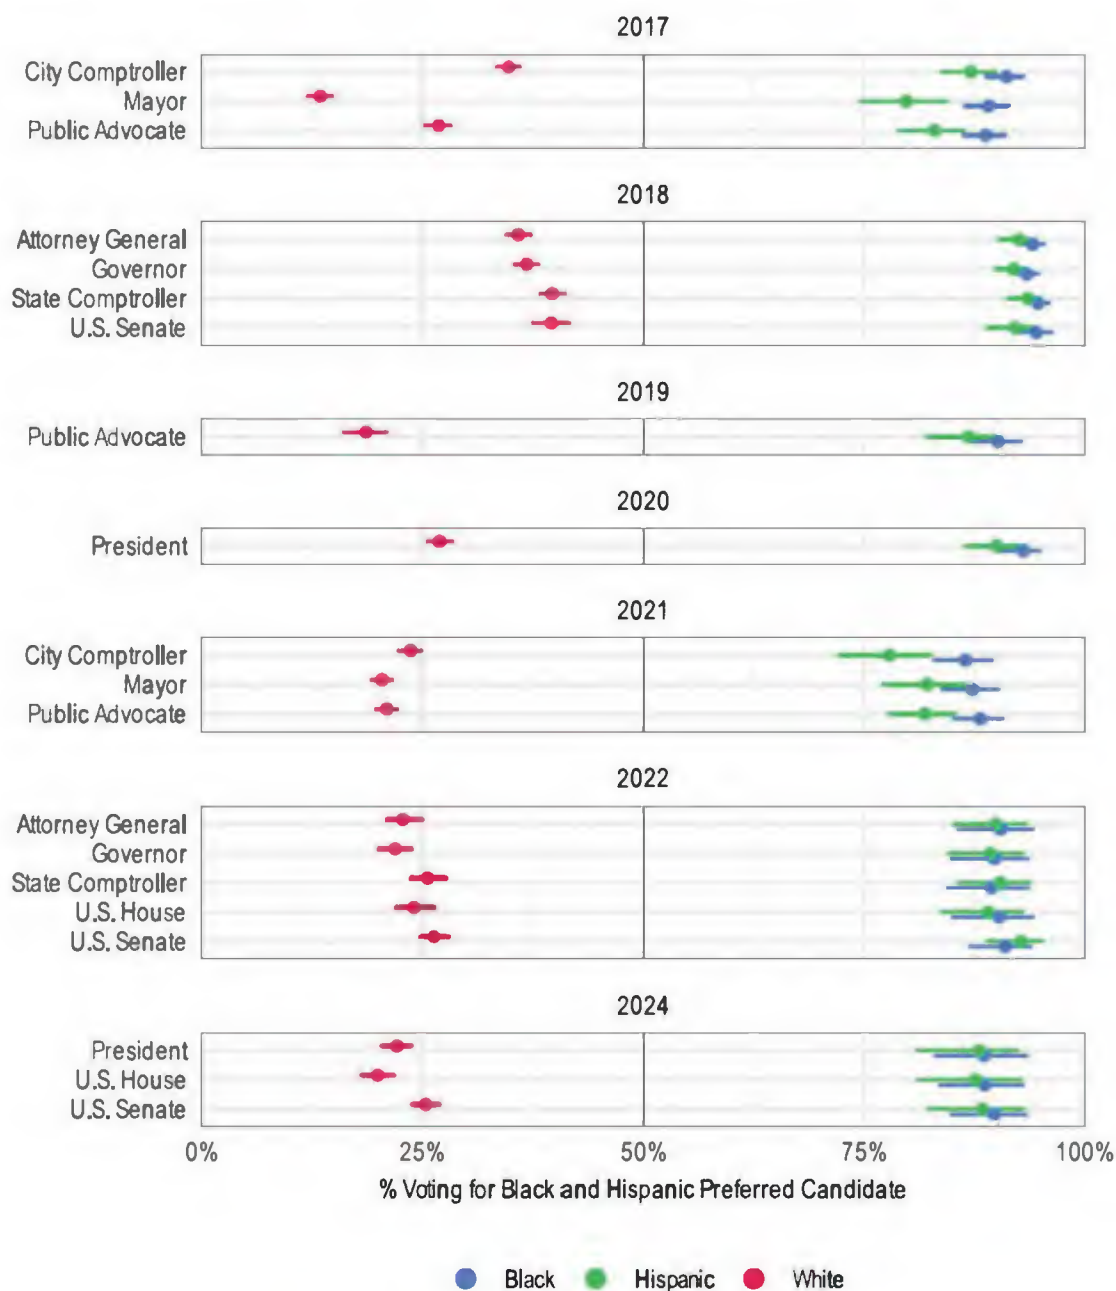 2017
City Comptroller
Mayor
Public Advocate
2018
Attorney General
Governor
State Comptroller
U.S. Senate
2019
Public Advocate
2020
President
2021
City Comptroller
Mayor
Public Advocate
2022
Attorney General
Governor
State Comptroller
U.S. House
U.S. Senate
2024
President
U.S. House
U.S. Senate
0% 25% 50% 75% 100%
% Voting for Black and Hispanic Preferred Candidate
Black Hispanic White